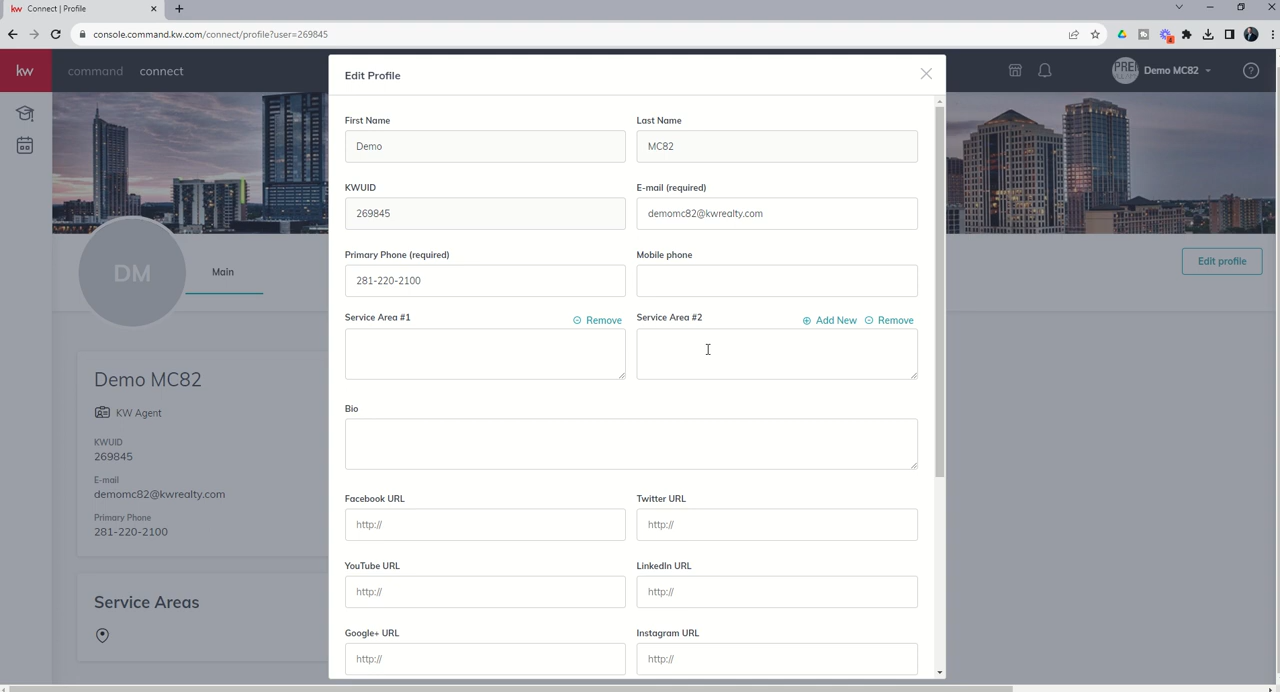 kw Connect | Profile
console.command.kw.com/connect/profile?user=269845
kw command connect
Demo MC82
DM
Main
Edit profile
Demo MC82
KW Agent
KWUID
269845
E-mail
demomc82@kwrealty.com
Primary Phone
281-220-2100
Service Areas
Edit Profile
First Name
Last Name
Demo
MC82
KWUID
E-mail (required)
269845
demomc82@kwrealty.com
Primary Phone (required)
Mobile phone
281-220-2100
Service Area #1
Remove
Service Area #2
Add New
Remove
Bio
Facebook URL
Twitter URL
http://
http://
YouTube URL
LinkedIn URL
http://
http://
Google+ URL
Instagram URL
http://
http://